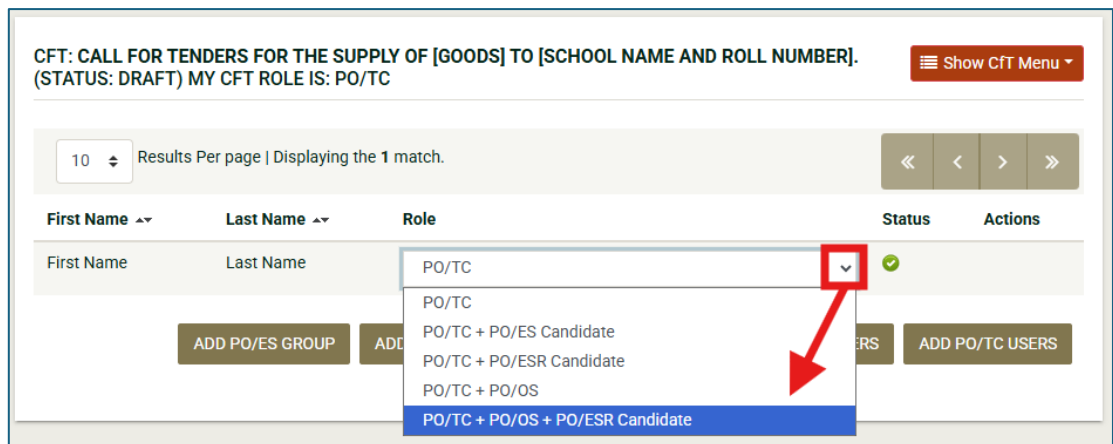 CFT: CALL FOR TENDERS FOR THE SUPPLY OF [GOODS] TO [SCHOOL NAME AND ROLL NUMBER].
(STATUS: DRAFT) MY CFT ROLE IS: PO/TC
Show CfT Menu
10 Results Per page | Displaying the 1 match.
First Name Last Name Role Status Actions
First Name Last Name PO/TC
PO/TC
PO/TC + PO/ES Candidate
PO/TC + PO/ESR Candidate
PO/TC + PO/OS
PO/TC + PO/OS + PO/ESR Candidate
ADD PO/ES GROUP
ADD PO/TC USERS